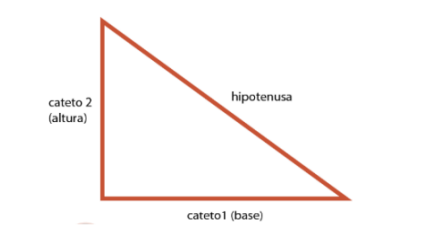 cateto 2
(altura)
hipotenusa
cateto1 (base)